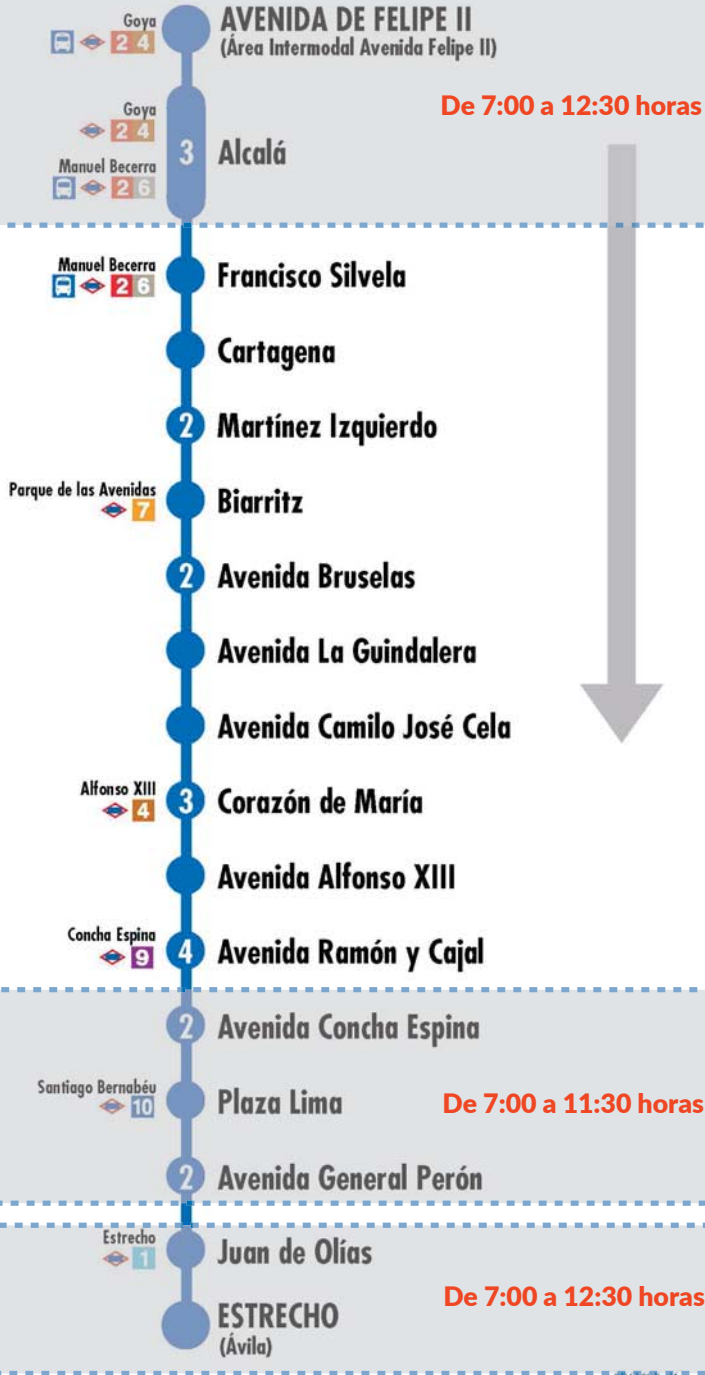 Goya
2 4
AVENIDA DE FELIPE II
(Área Intermodal Avenida Felipe II)
De 7:00 a 12:30 horas
Goya
2 4
3
Alcalá
Manuel Becerra
2 6
Manuel Becerra
2 6
Francisco Silvela
Cartagena
2
Martínez Izquierdo
Parque de las Avenidas
7
Biarritz
2
Avenida Bruselas
Avenida La Guindalera
Avenida Camilo José Cela
Alfonso XIII
4
3
Corazón de María
Avenida Alfonso XIII
Concha Espina
9
4
Avenida Ramón y Cajal
2
Avenida Concha Espina
Santiago Bernabéu
10
Plaza Lima
De 7:00 a 11:30 horas
2
Avenida General Perón
Estrecho
1
Juan de Olías
De 7:00 a 12:30 horas
ESTRECHO
(Ávila)